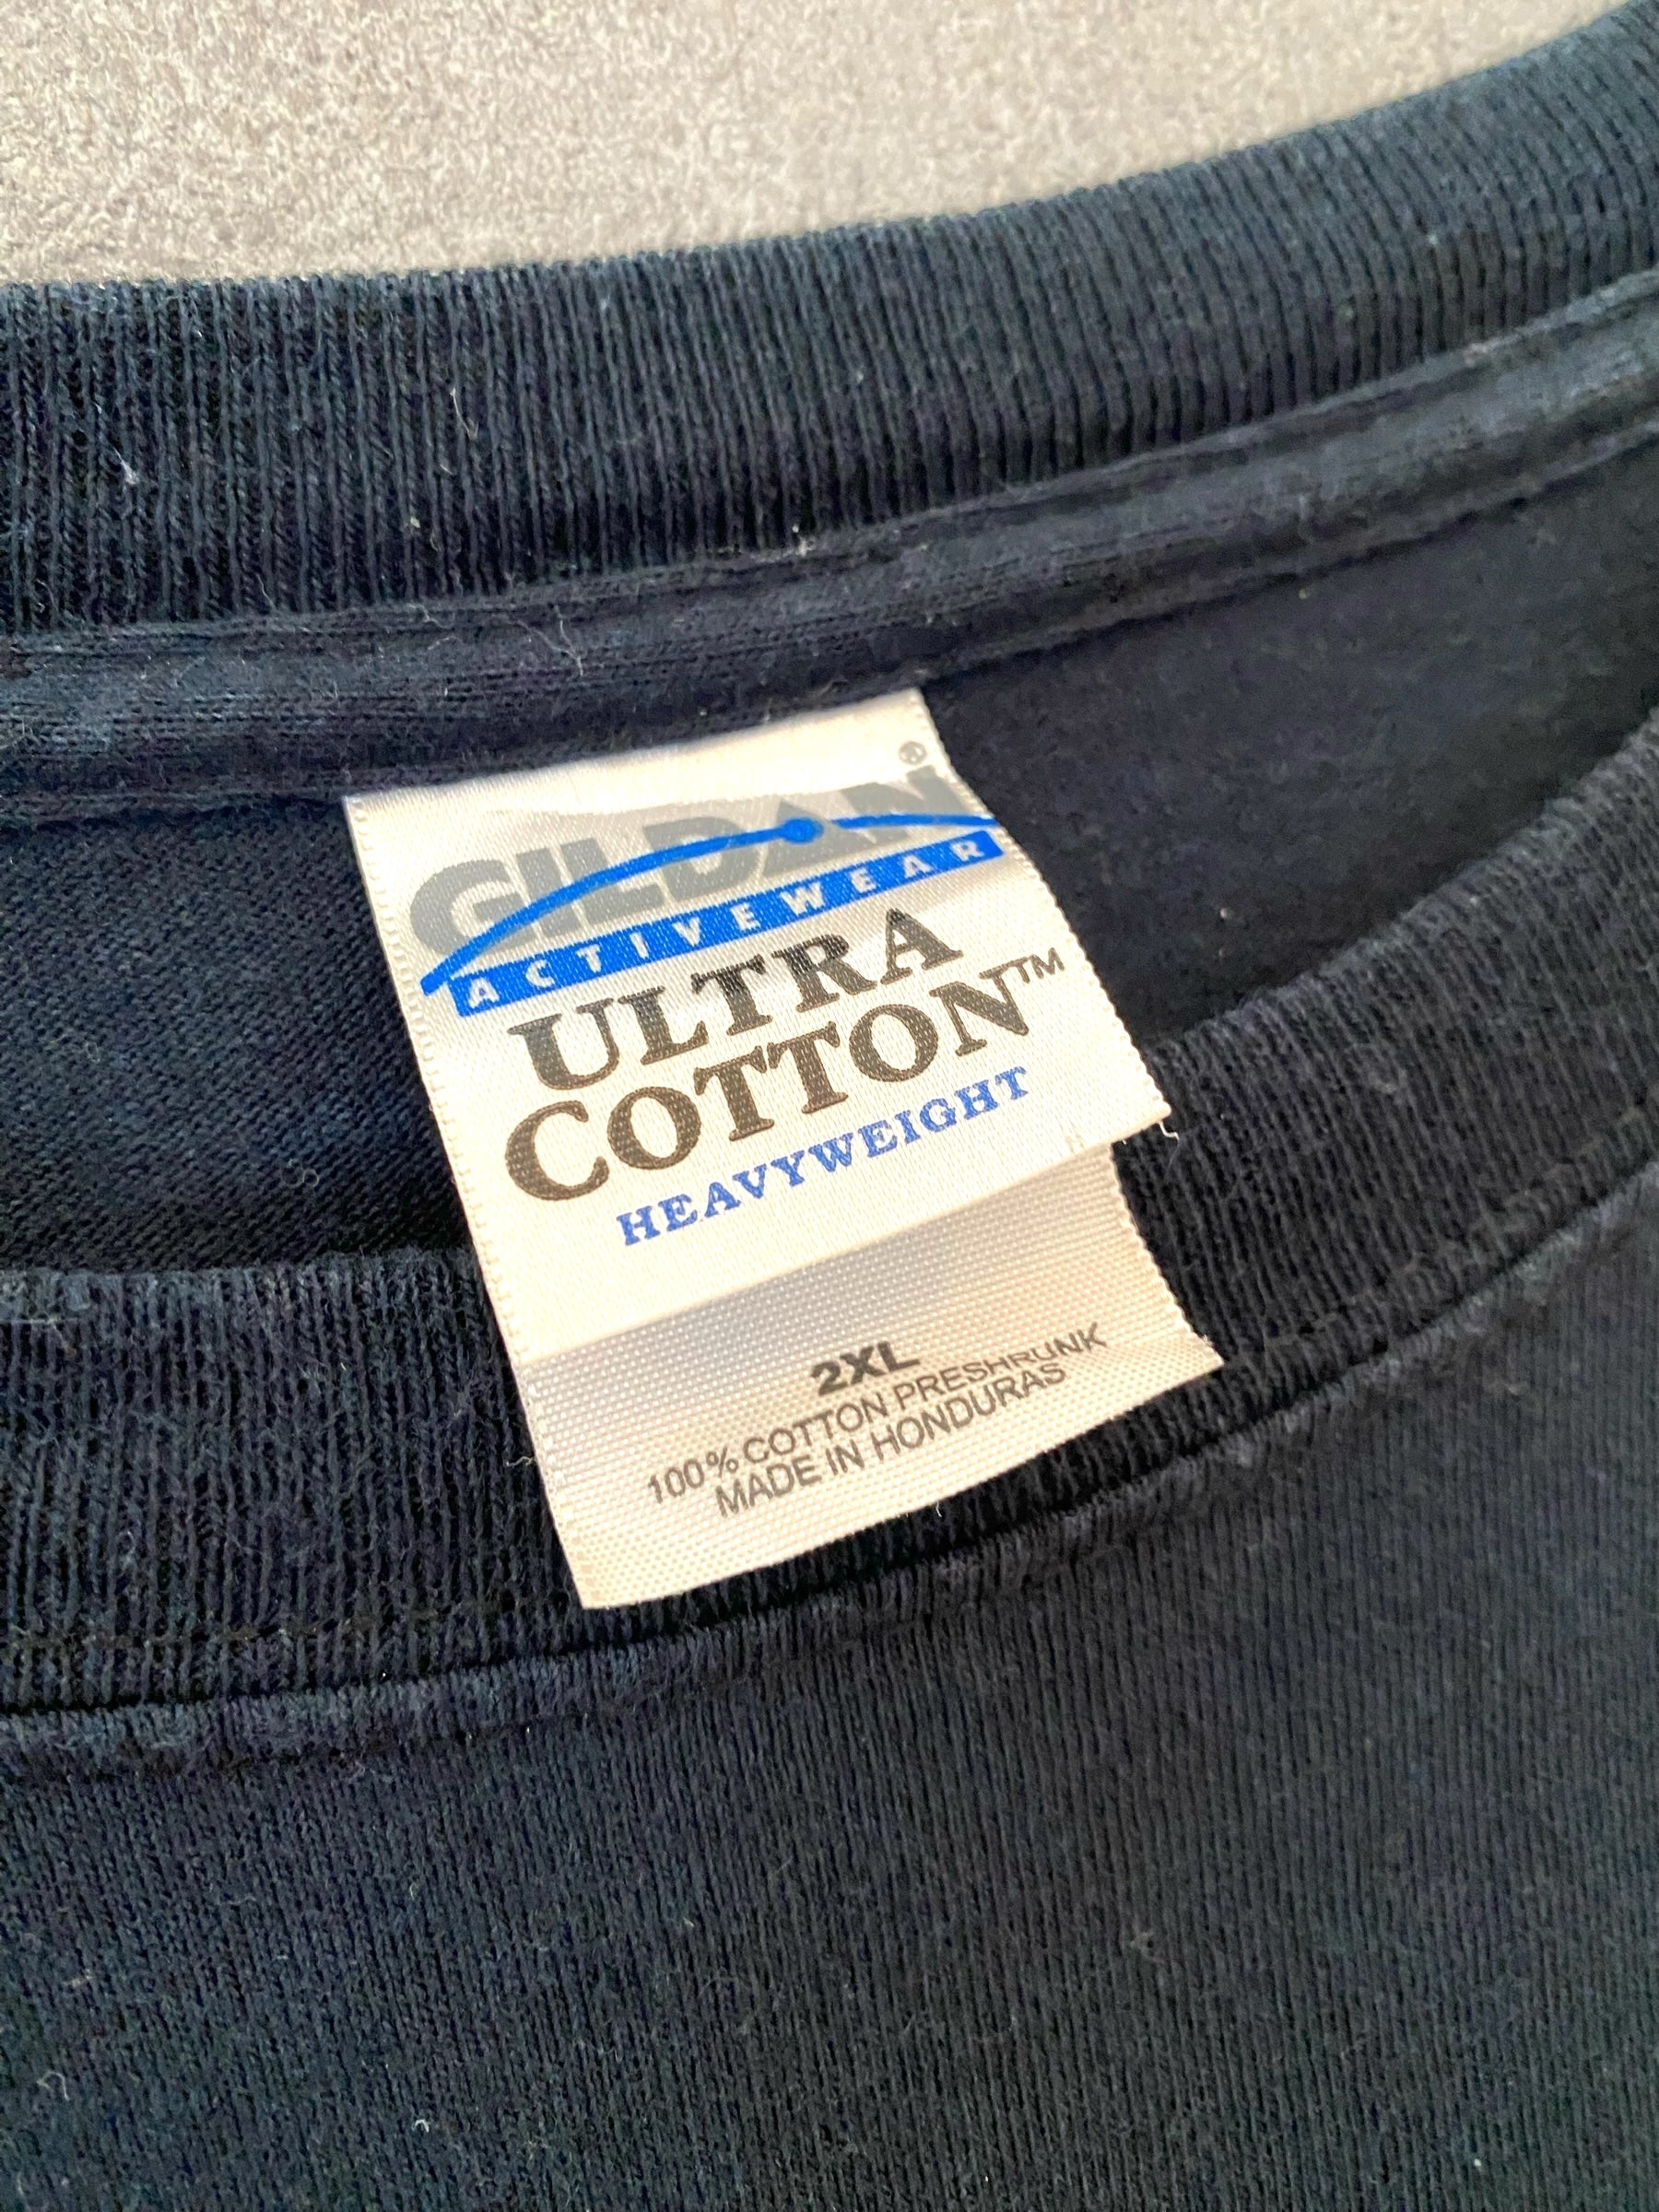 GILDAN®
ACTIVEWEAR
ULTRA
COTTON™
HEAVYWEIGHT
2XL
100% COTTON PRESHRUNK
MADE IN HONDURAS